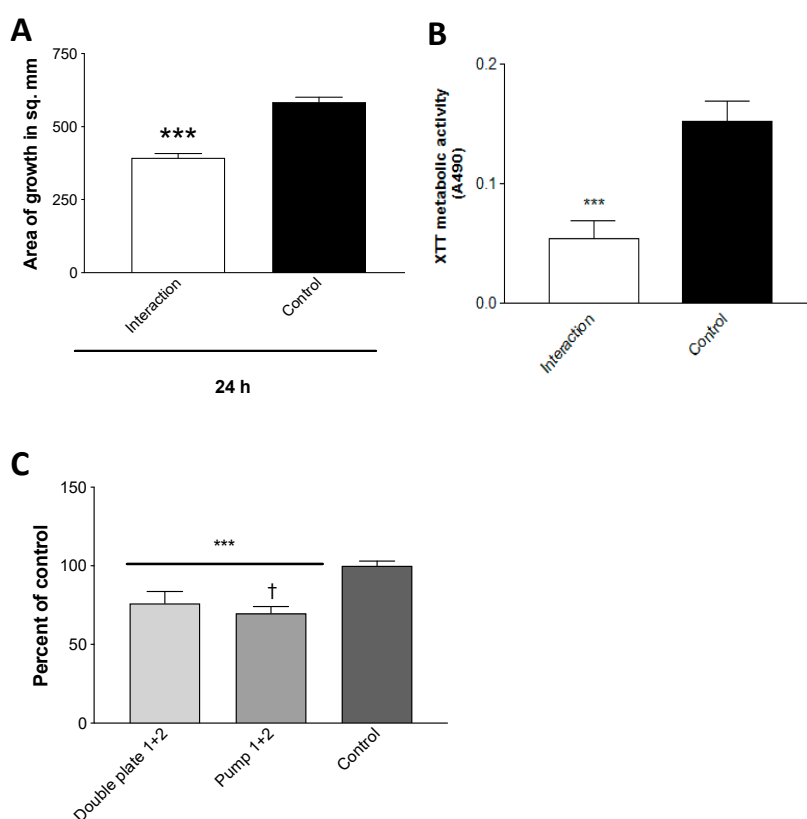 A
Area of growth in sq. mm
750
500
250
0
***
Interaction
Control
24 h
B
XTT metabolic activity
(A490)
0.2
0.1
0.0
***
Interaction
Control
C
Percent of control
150
100
50
0
***
†
Double plate 1+2
Pump 1+2
Control